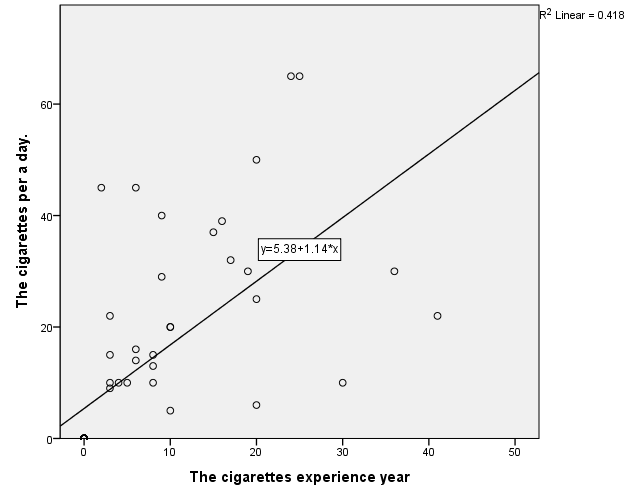 R2 Linear = 0.418
The cigarettes per a day.
60
40
20
0
y=5.38+1.14*x
0 10 20 30 40 50
The cigarettes experience year